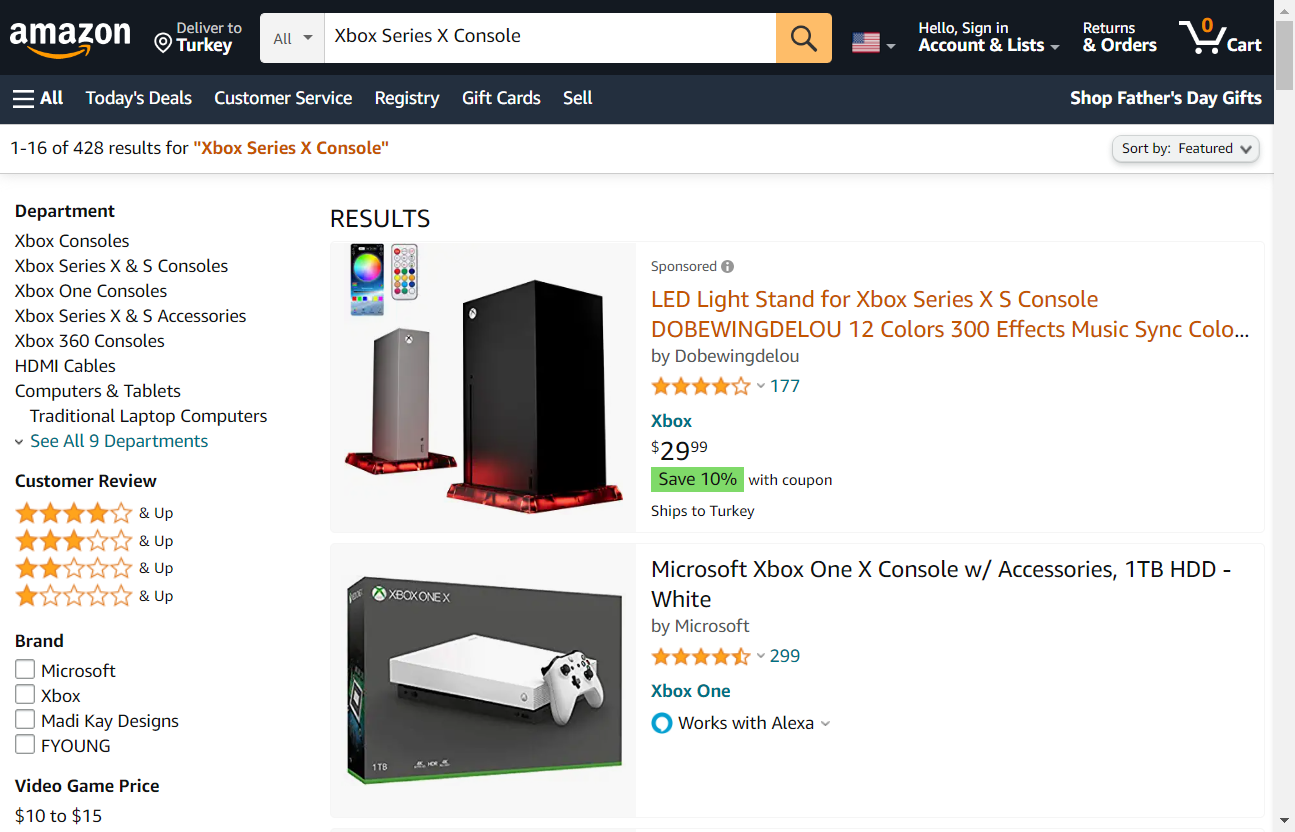 amazon
Deliver to
Turkey
All
Xbox Series X Console
Hello, Sign in
Account & Lists
Returns
& Orders
0
Cart
All
Today's Deals
Customer Service
Registry
Gift Cards
Sell
Shop Father's Day Gifts
1-16 of 428 results for "Xbox Series X Console"
Sort by: Featured
Department
Xbox Consoles
Xbox Series X & S Consoles
Xbox One Consoles
Xbox Series X & S Accessories
Xbox 360 Consoles
HDMI Cables
Computers & Tablets
Traditional Laptop Computers
See All 9 Departments
Customer Review
& Up
& Up
& Up
& Up
Brand
Microsoft
Xbox
Madi Kay Designs
FYOUNG
Video Game Price
$10 to $15
RESULTS
Sponsored
LED Light Stand for Xbox Series X S Console
DOBEWINGDELOU 12 Colors 300 Effects Music Sync Colo...
by Dobewingdelou
177
Xbox
$29.99
Save 10% with coupon
Ships to Turkey
XBOX ONE X
1TB
Microsoft Xbox One X Console w/ Accessories, 1TB HDD -
White
by Microsoft
299
Xbox One
Works with Alexa